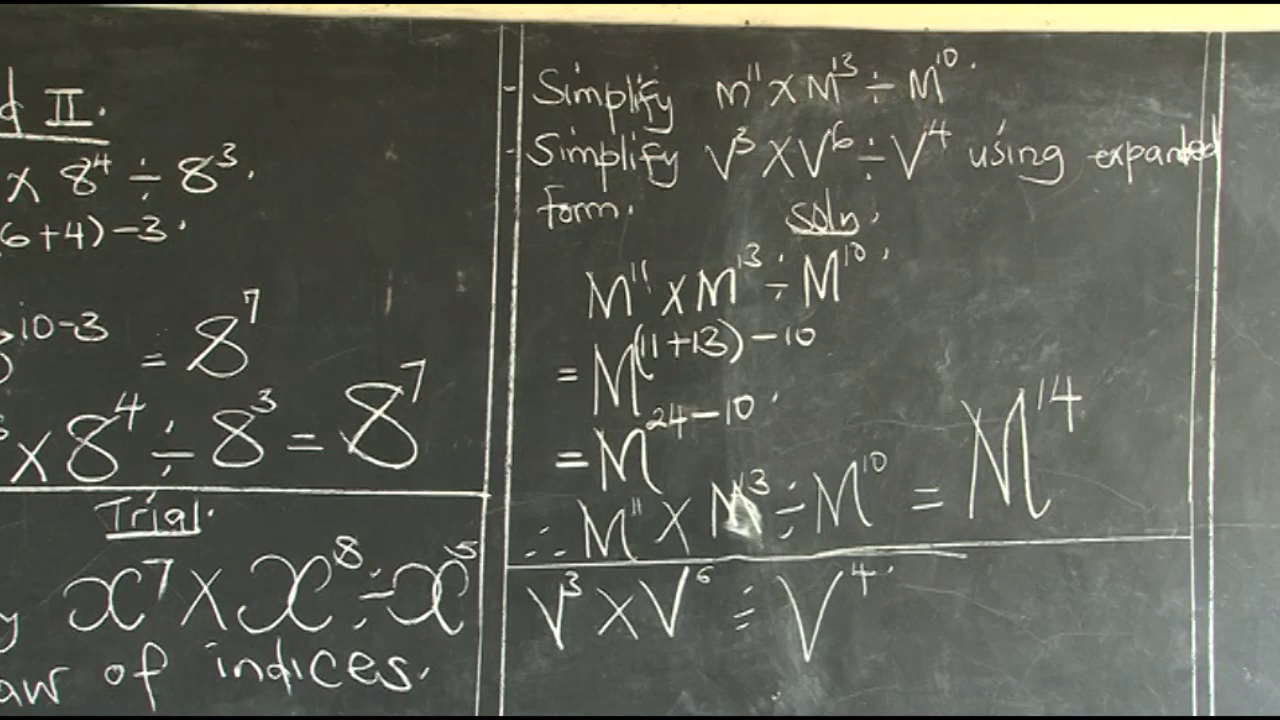 d II.
x 8⁴ ÷ 8³.
(6+4)-3.
10-3 = 8⁷
x 8⁴ ÷ 8³ = 8⁷
Trial.
x⁷ x x⁸ ÷ x⁵
y
aw of indices.
- Simplify m¹¹ x M¹³ ÷ M¹⁰.
- Simplify V³ x V⁶ ÷ V⁴ using expanded
form.
Soln.
M¹¹ x M¹³ ÷ M¹⁰.
= M⁽¹¹⁺¹³⁾⁻¹⁰
= M²⁴⁻¹⁰.
∴ M¹¹ x M¹³ ÷ M¹⁰ = M¹⁴
V³ x V⁶ ÷ V⁴.